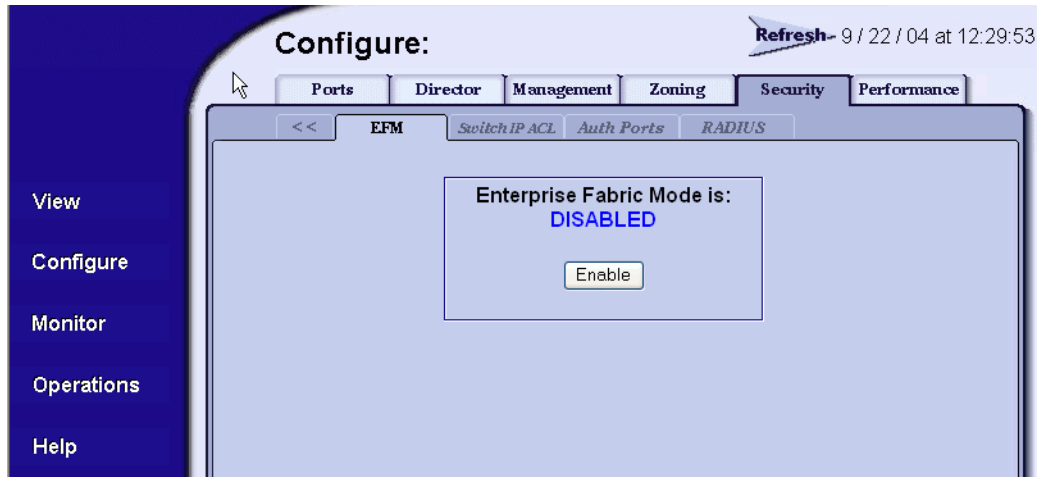 Configure:
Refresh- 9 / 22 / 04 at 12:29:53
Ports Director Management Zoning Security Performance
<< EFM Switch IP ACL Auth Ports RADIUS
Enterprise Fabric Mode is:
DISABLED
Enable
View
Configure
Monitor
Operations
Help